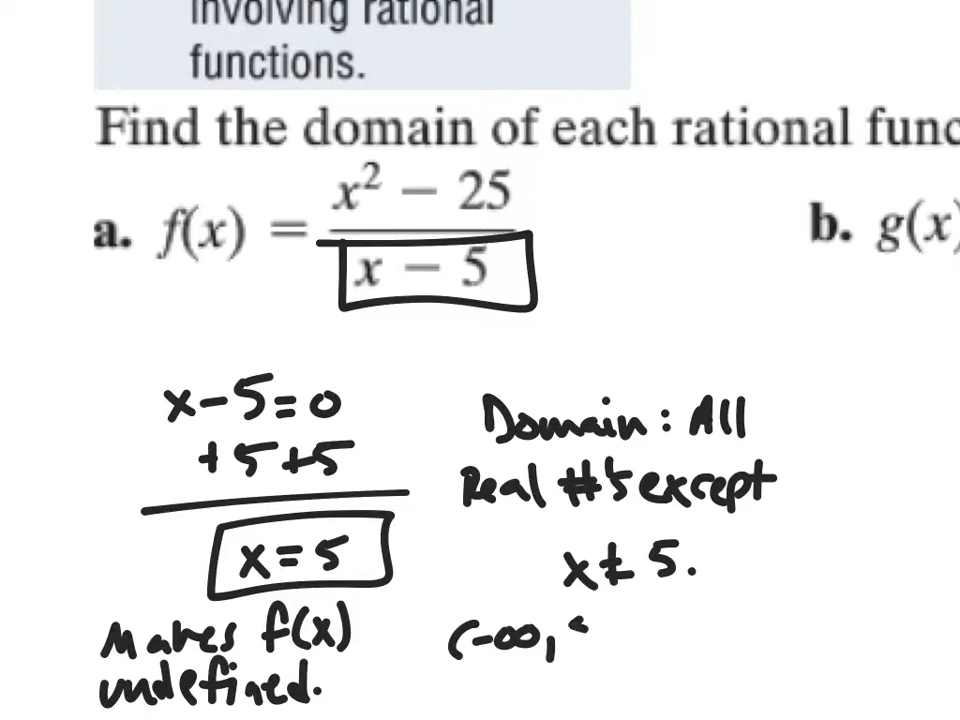 involving rational
functions.
Find the domain of each rational func
a. f(x) = x² − 25 / x − 5
b. g(x)
x-5=0
+5+5
x=5
Makes f(x)
undefined.
Domain: All
Real #'s except
x≠5.
(-∞,